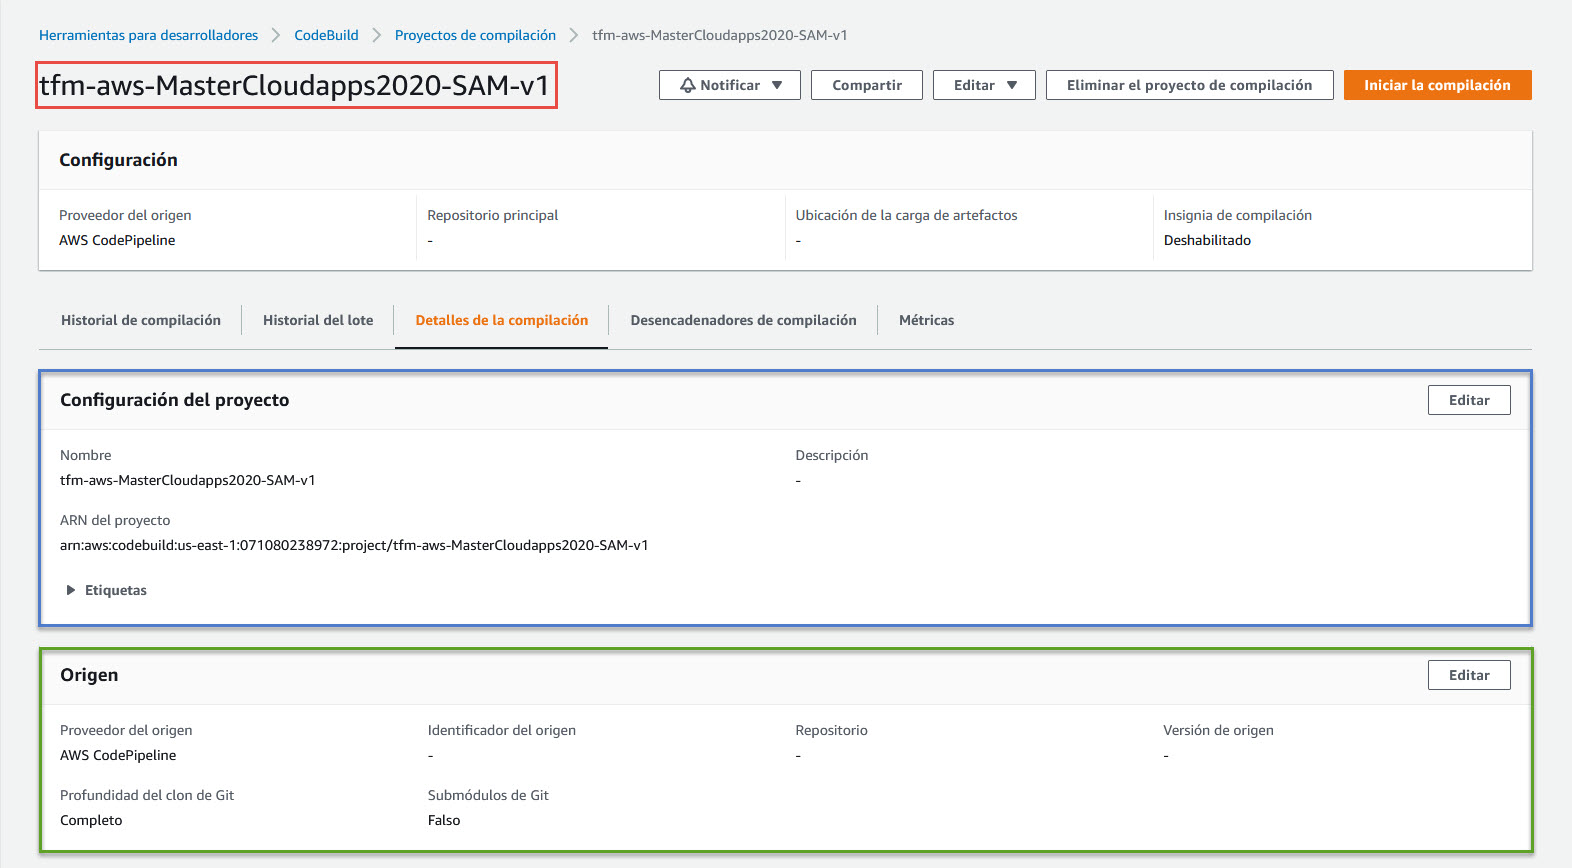 Herramientas para desarrolladores CodeBuild Proyectos de compilación tfm-aws-MasterCloudapps2020-SAM-v1
tfm-aws-MasterCloudapps2020-SAM-v1 Notificar Compartir Editar Eliminar el proyecto de compilación Iniciar la compilación
Configuración
Proveedor del origen Repositorio principal Ubicación de la carga de artefactos Insignia de compilación
AWS CodePipeline - - Deshabilitado
Historial de compilación Historial del lote Detalles de la compilación Desencadenadores de compilación Métricas
Configuración del proyecto Editar
Nombre Descripción
tfm-aws-MasterCloudapps2020-SAM-v1 -
ARN del proyecto
arn:aws:codebuild:us-east-1:071080238972:project/tfm-aws-MasterCloudapps2020-SAM-v1
Etiquetas
Origen Editar
Proveedor del origen Identificador del origen Repositorio Versión de origen
AWS CodePipeline - - -
Profundidad del clon de Git Submódulos de Git
Completo Falso